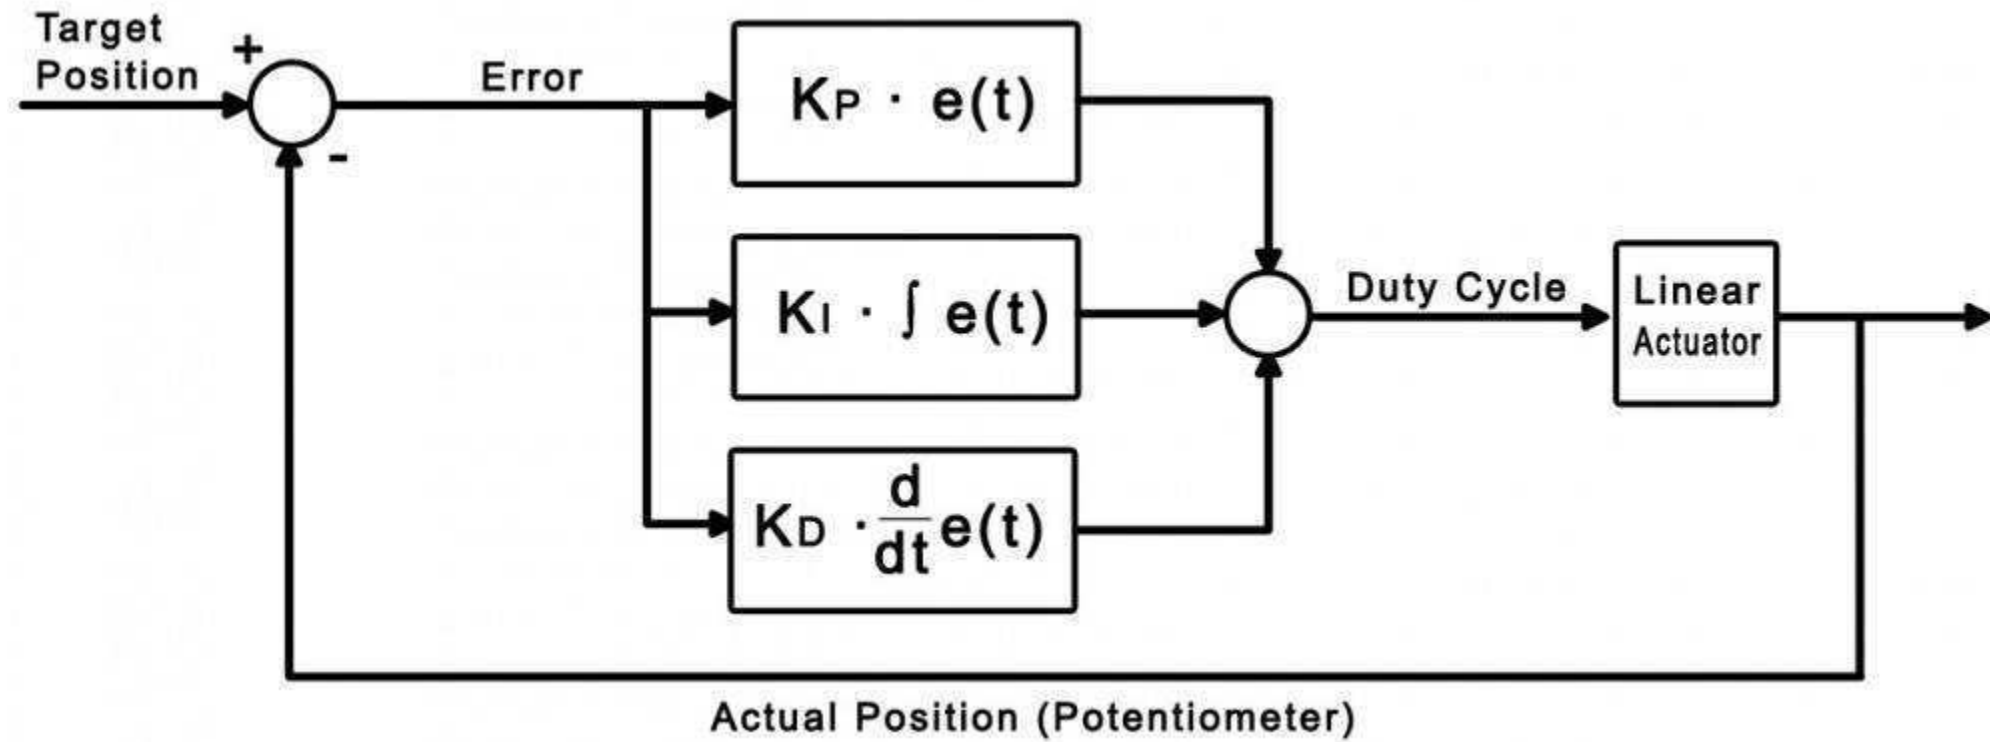 Target
Position
+
-
Error
KP · e(t)
KI · ∫ e(t)
KD · d/dt e(t)
Duty Cycle
Linear
Actuator
Actual Position (Potentiometer)